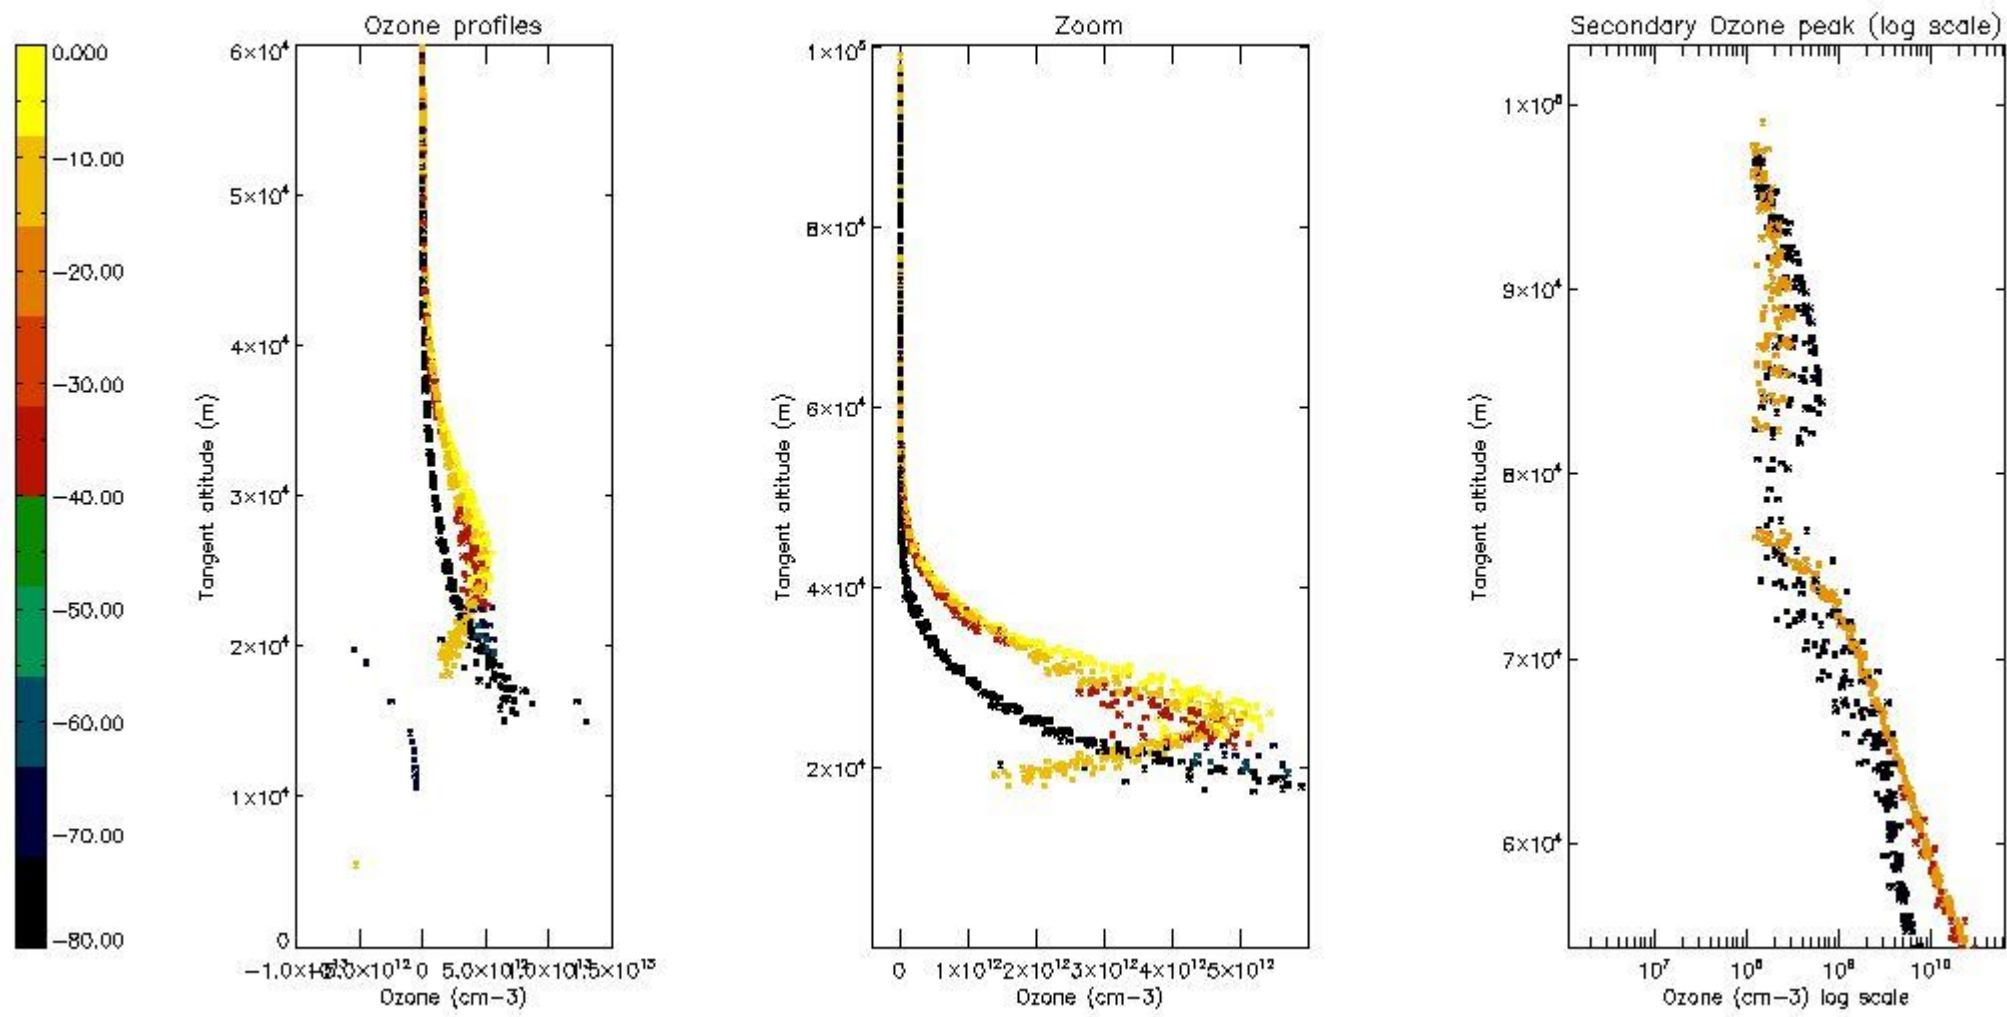 Ozone profiles
Zoom
Secondary Ozone peak (log scale)
0.000
−10.00
−20.00
−30.00
−40.00
−50.00
−60.00
−70.00
−80.00
6×10⁴
5×10⁴
4×10⁴
3×10⁴
2×10⁴
1×10⁴
0
Tangent altitude (m)
0
5.0×10¹²
1.5×10¹³
Ozone (cm−3)
1×10⁵
8×10⁴
6×10⁴
4×10⁴
2×10⁴
Tangent altitude (m)
0 1×10¹² 2×10¹² 3×10¹² 4×10¹² 5×10¹²
Ozone (cm−3)
9×10⁴
8×10⁴
7×10⁴
6×10⁴
Tangent altitude (m)
10⁷ 10⁸ 10⁹ 10¹⁰
Ozone (cm−3) log scale